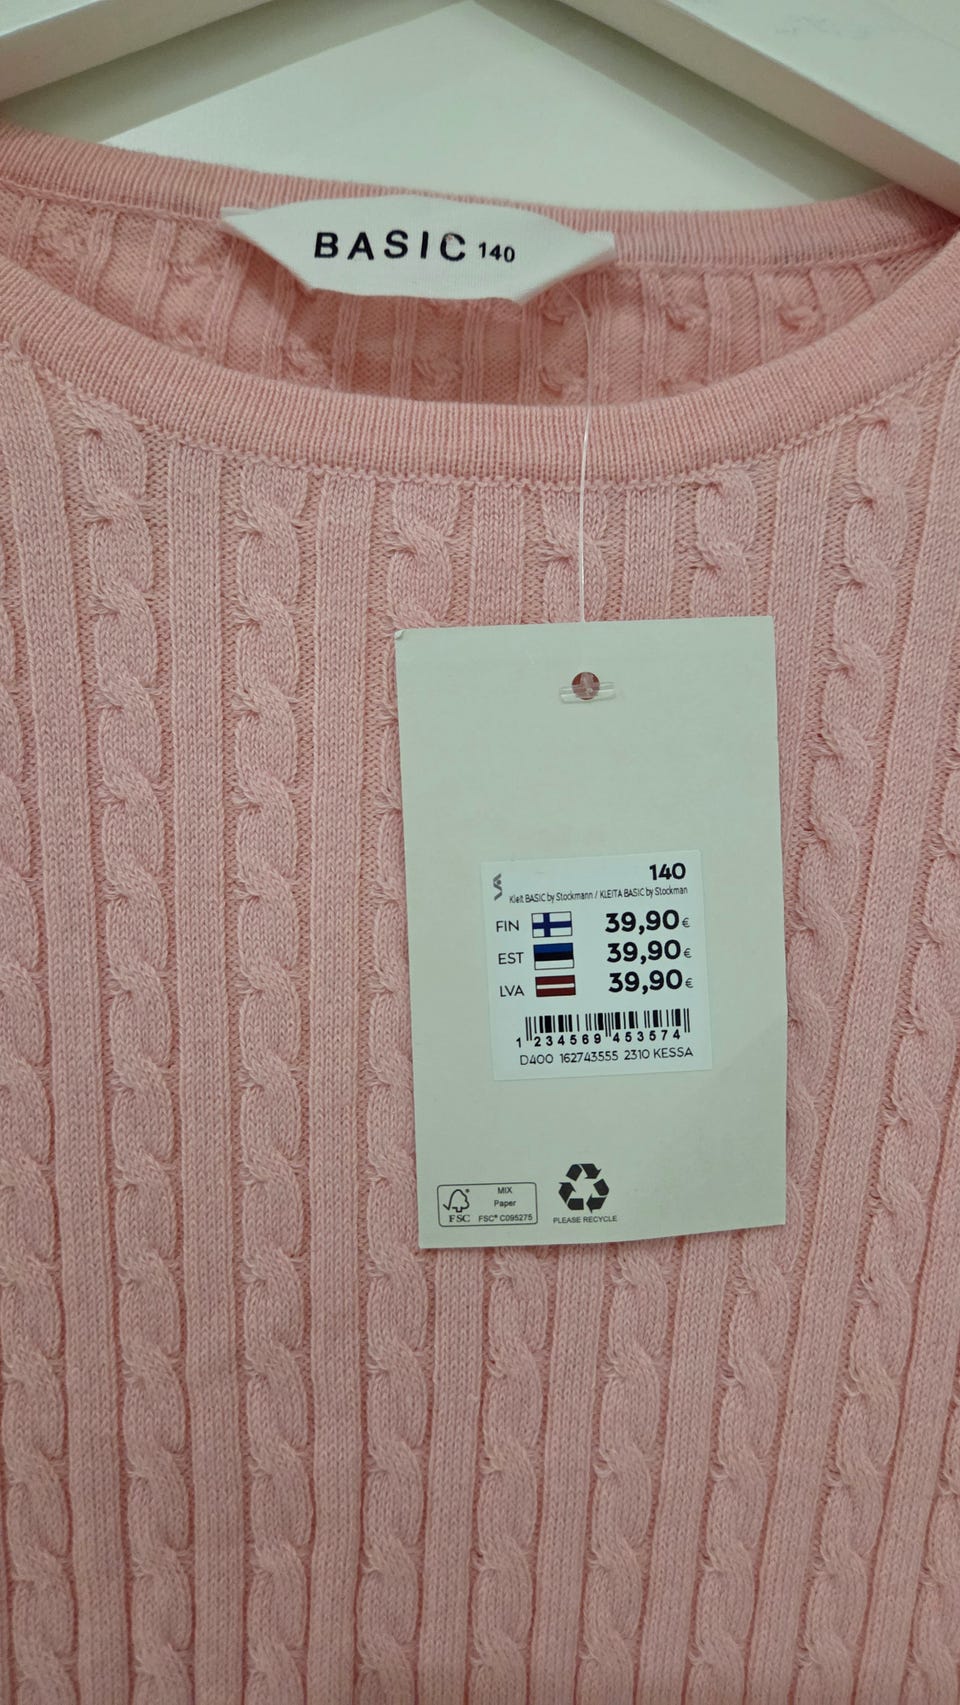 BASIC 140
140
Kleit BASIC by Stockmann / KLEITA BASIC by Stockman
FIN 39,90€
EST 39,90€
LVA 39,90€
1 234569 453574
D400 162743555 2310 KESSA
FSC
MIX
Paper
FSC® C095275
PLEASE RECYCLE